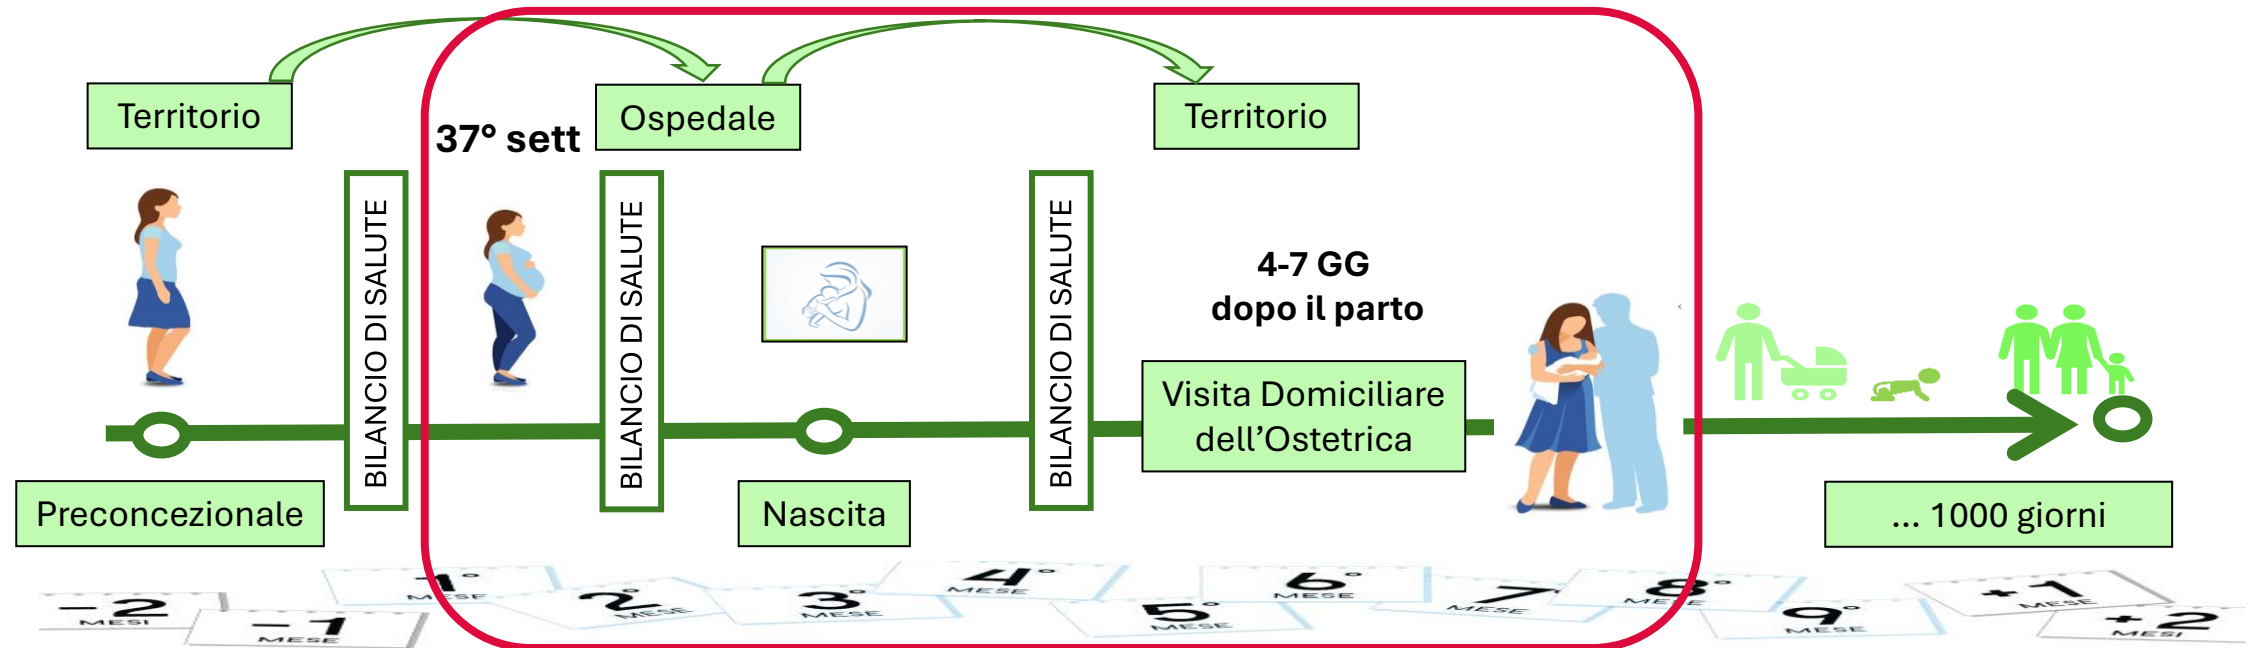 Territorio
Ospedale
Territorio
37° sett
BILANCIO DI SALUTE
BILANCIO DI SALUTE
BILANCIO DI SALUTE
4-7 GG
dopo il parto
Visita Domiciliare
dell’Ostetrica
Preconcezionale
Nascita
... 1000 giorni
-2
MESI
-1
MESE
1°
MESE
2°
MESE
3°
MESE
4°
MESE
5°
MESE
6°
MESE
7°
MESE
8°
MESE
9°
MESE
+1
MESE
+2
MESI